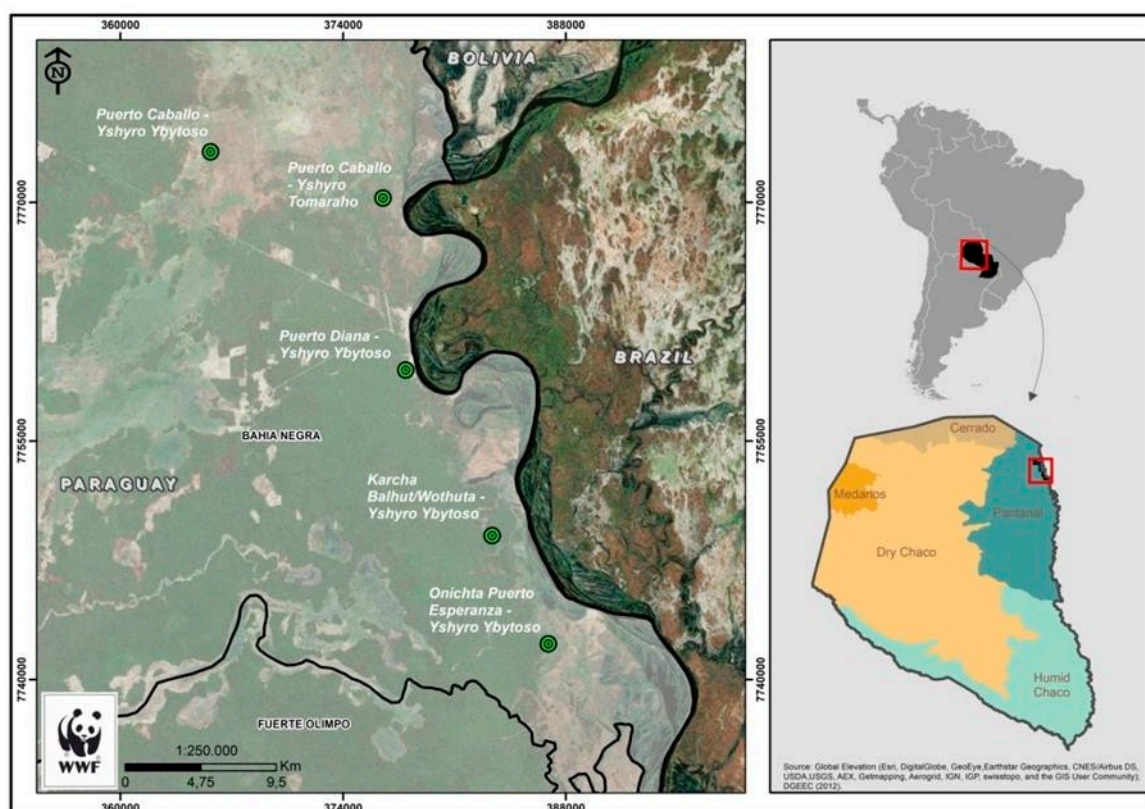 360000
374000
388000
N
BOLIVIA
Puerto Caballo -
Yshyro Ybytoso
Puerto Caballo
- Yshyro
Tomaraho
7770000
7770000
Puerto Diana -
Yshyro Ybytoso
BRAZIL
BAHIA NEGRA
7755000
7755000
PARAGUAY
Karcha
Balhut/Wothuta -
Yshyro Ybytoso
Onichta Puerto
Esperanza -
Yshyro Ybytoso
7740000
7740000
FUERTE OLIMPO
WWF
1:250.000
Km
0 4,75 9,5
360000
374000
388000
Cerrado
Medanos
Pantanal
Dry Chaco
Humid
Chaco
Source: Global Elevation (Esri, DigitalGlobe, GeoEye,Earthstar Geographics, CNES/Airbus DS,
USDA,USGS, AEX, Getmapping, Aerogrid, IGN, IGP, swisstopo, and the GIS User Community);
DGEEC (2012).